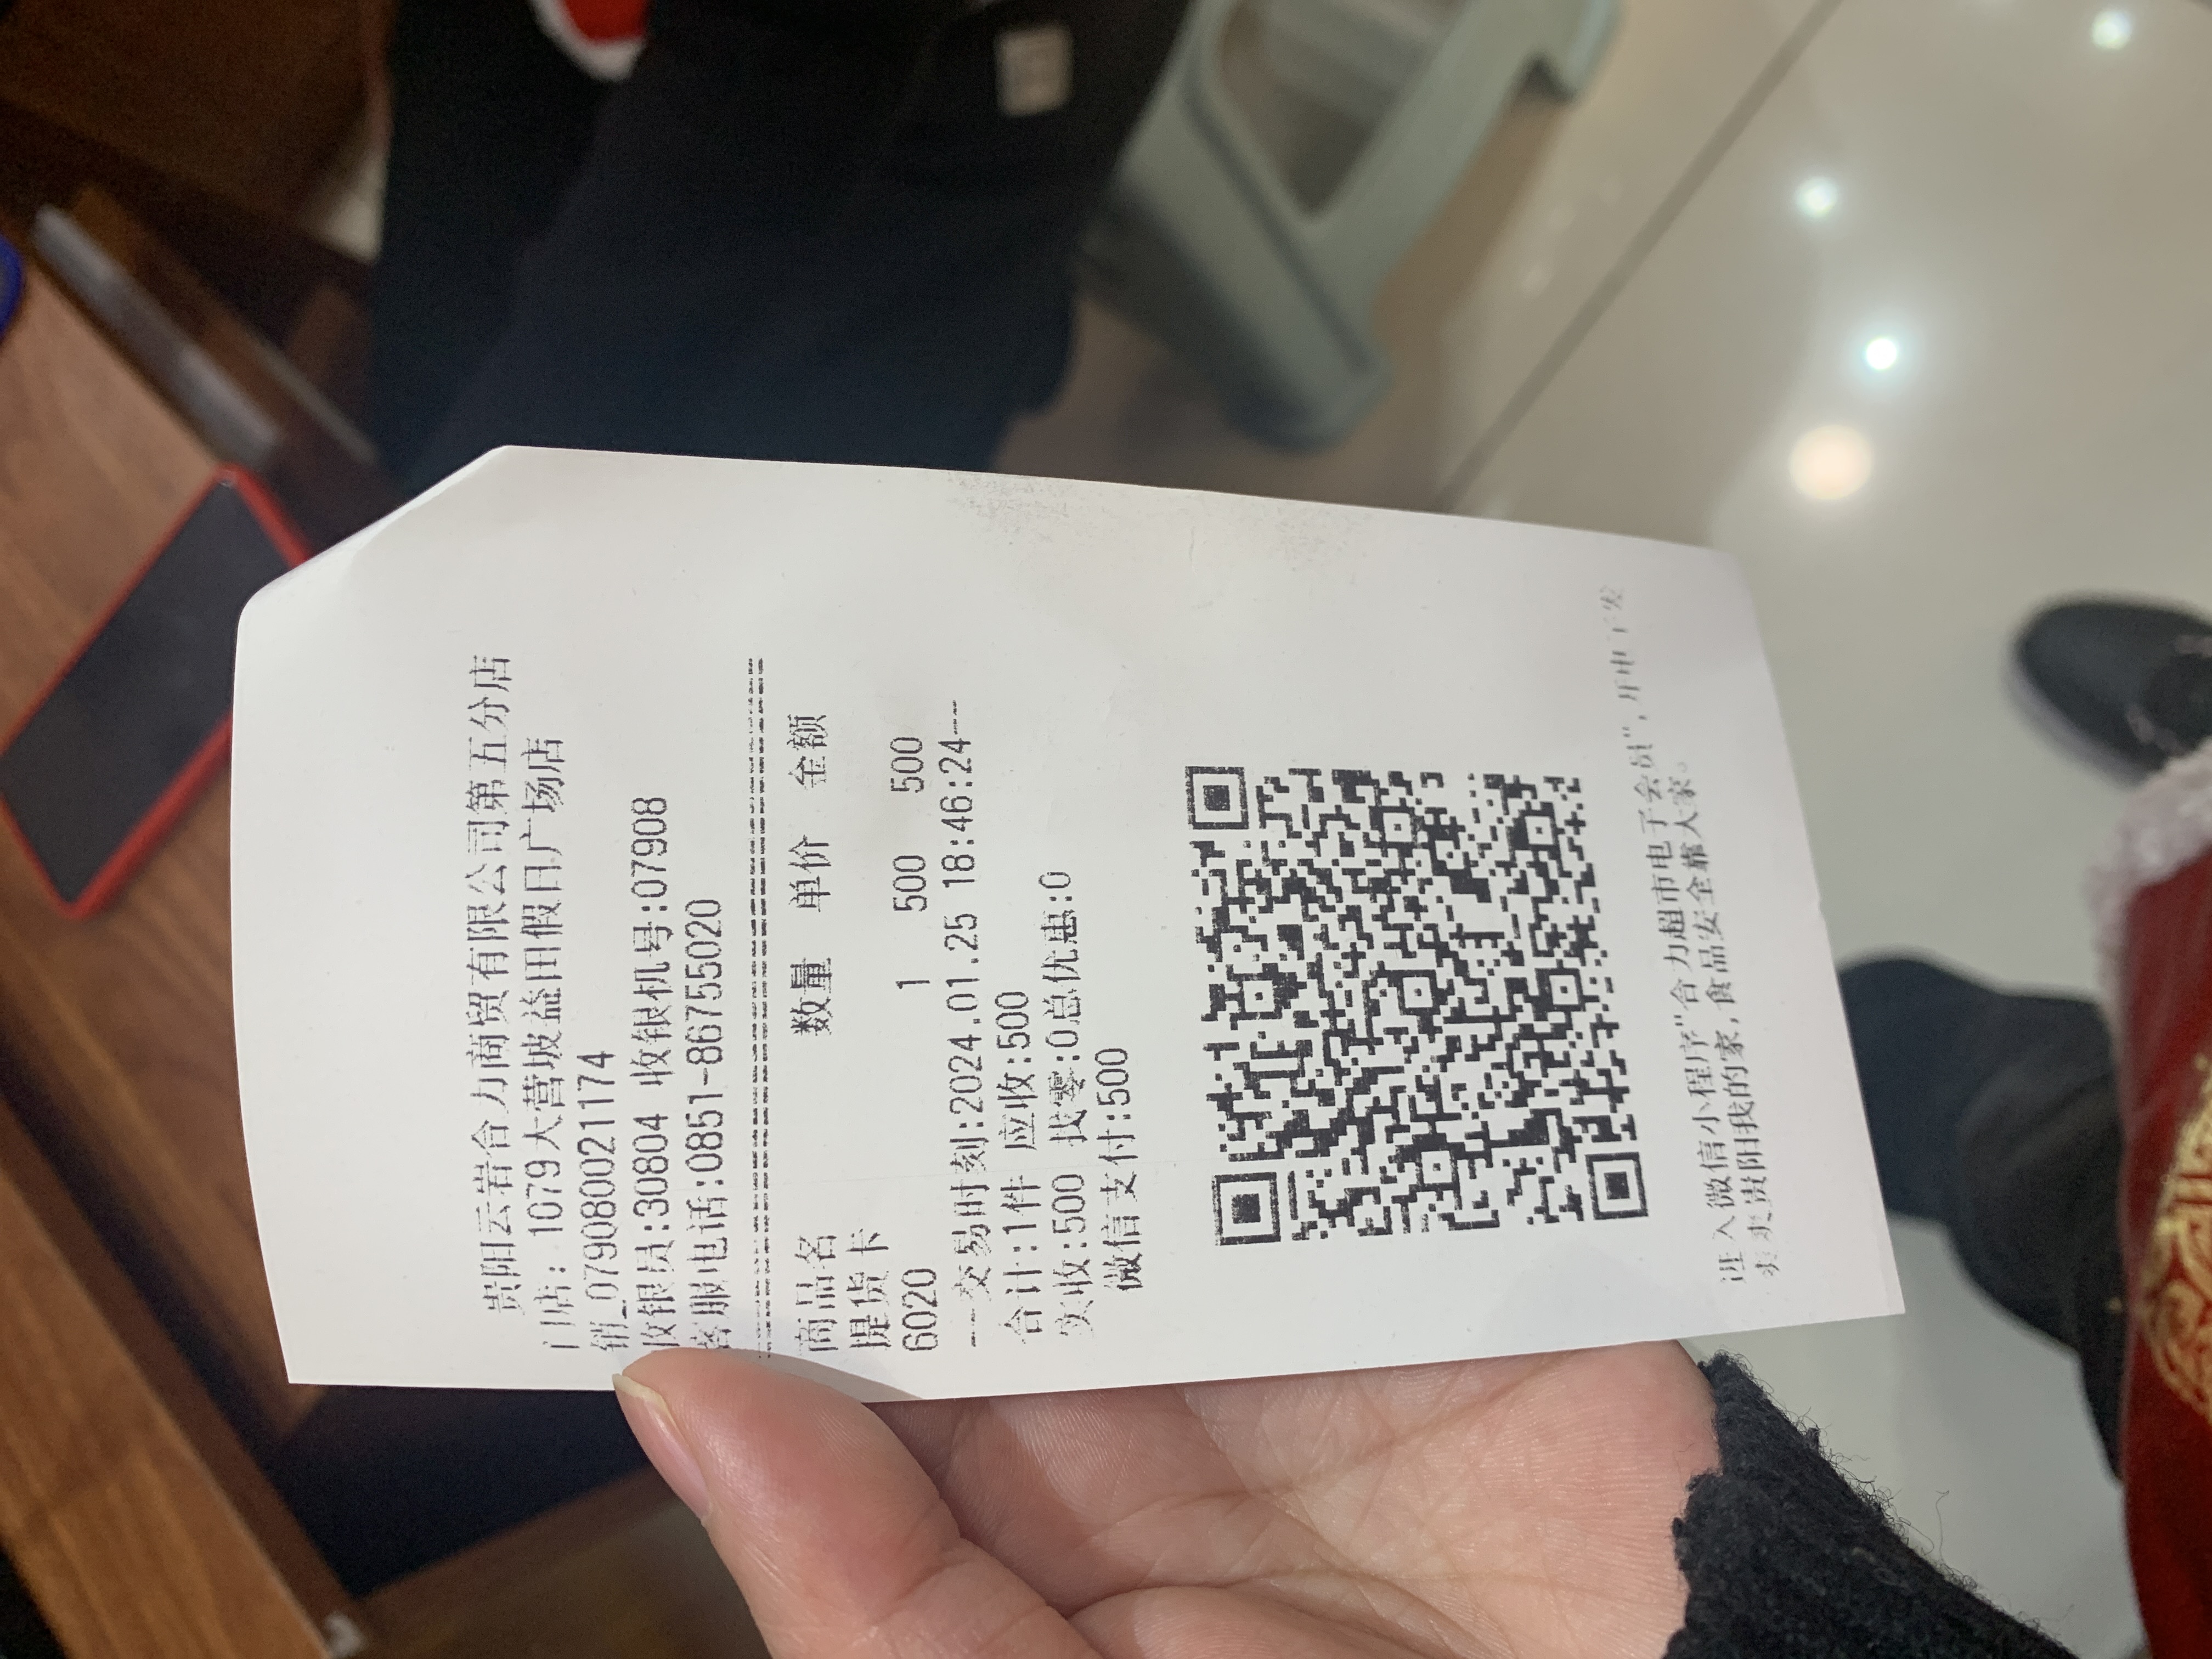 贵阳云岩合力商贸有限公司第五分店
门店: 1079大营坡益田假日广场店
销_0790800211174
收银员:30804 收银机号:07908
客服电话:0851-86755020
商品名 数量 单价 金额
提货卡
6020 1 500 500
---交易时刻:2024.01.25 18:46:24---
合计:1件 应收:500
实收:500 找零:0总优惠:0
微信支付:500
进入微信小程序"合力超市电子会员",
爽爽贵阳我的家,食品安全靠大家。